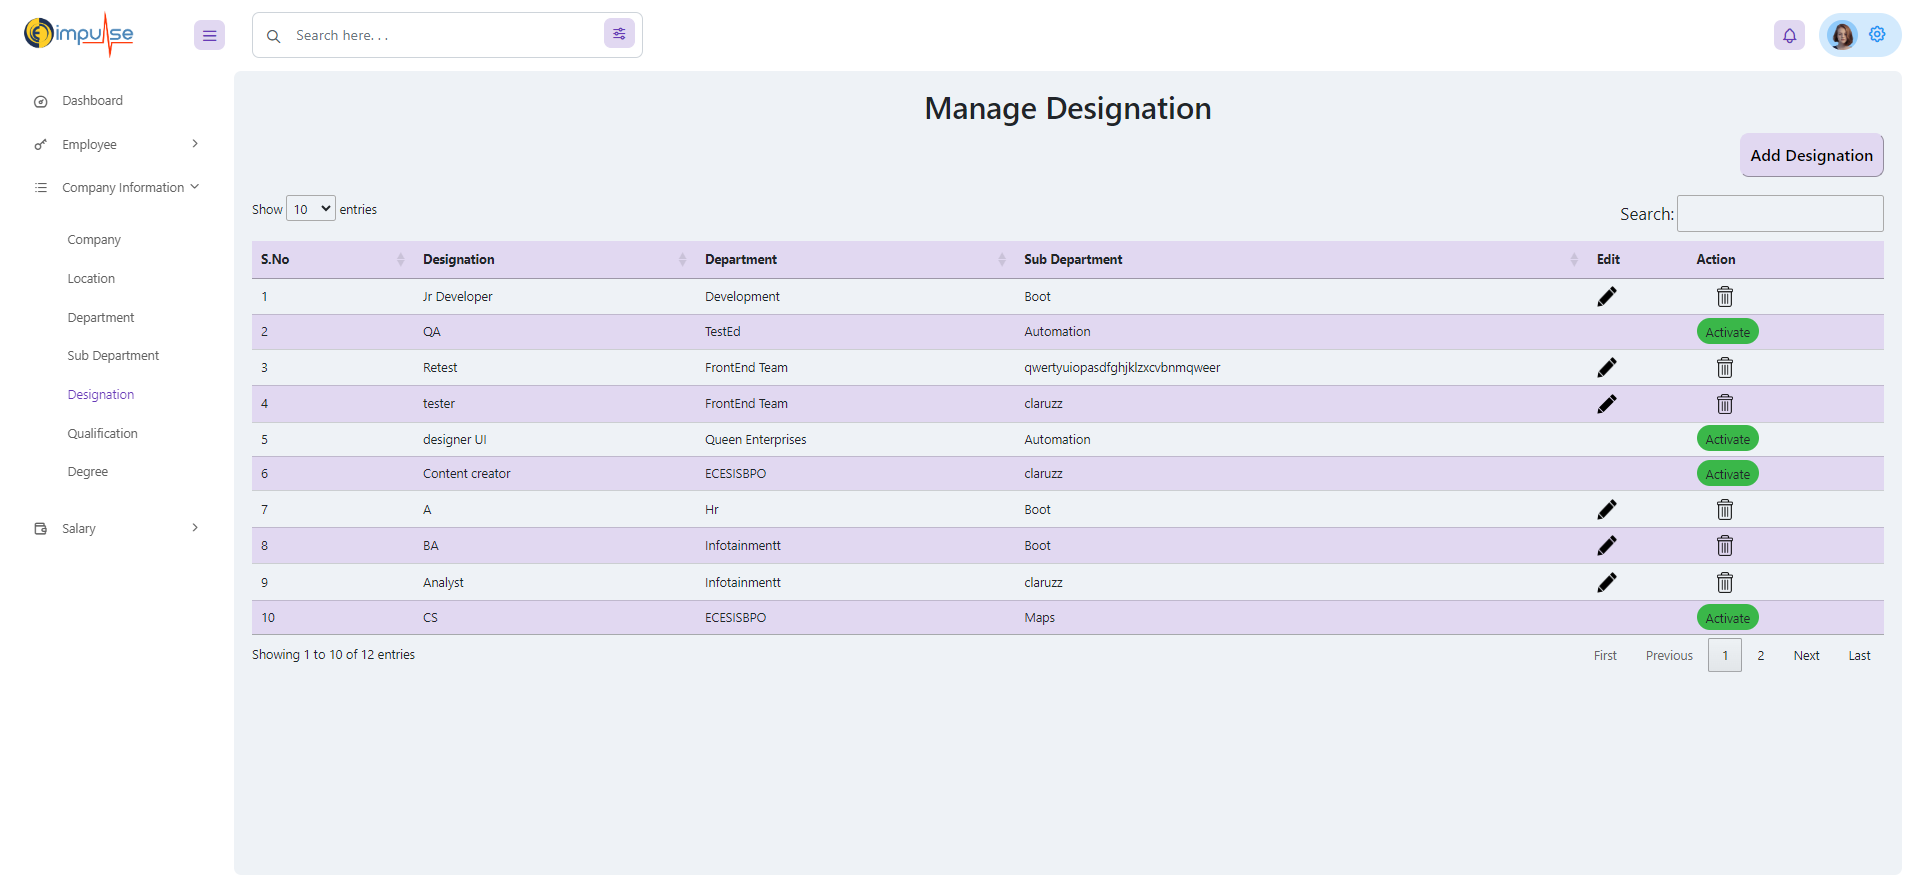 impulse
Search here. . .
Dashboard
Employee
Company Information
Company
Location
Department
Sub Department
Designation
Qualification
Degree
Salary
Manage Designation
Add Designation
Show 10 entries
Search:
S.No Designation Department Sub Department Edit Action
1 Jr Developer Development Boot
2 QA TestEd Automation Activate
3 Retest FrontEnd Team qwertyuiopasdfghjklzxcvbnmqweer
4 tester FrontEnd Team claruzz
5 designer UI Queen Enterprises Automation Activate
6 Content creator ECESISBPO claruzz Activate
7 A Hr Boot
8 BA Infotainmentt Boot
9 Analyst Infotainmentt claruzz
10 CS ECESISBPO Maps Activate
Showing 1 to 10 of 12 entries
First Previous 1 2 Next Last